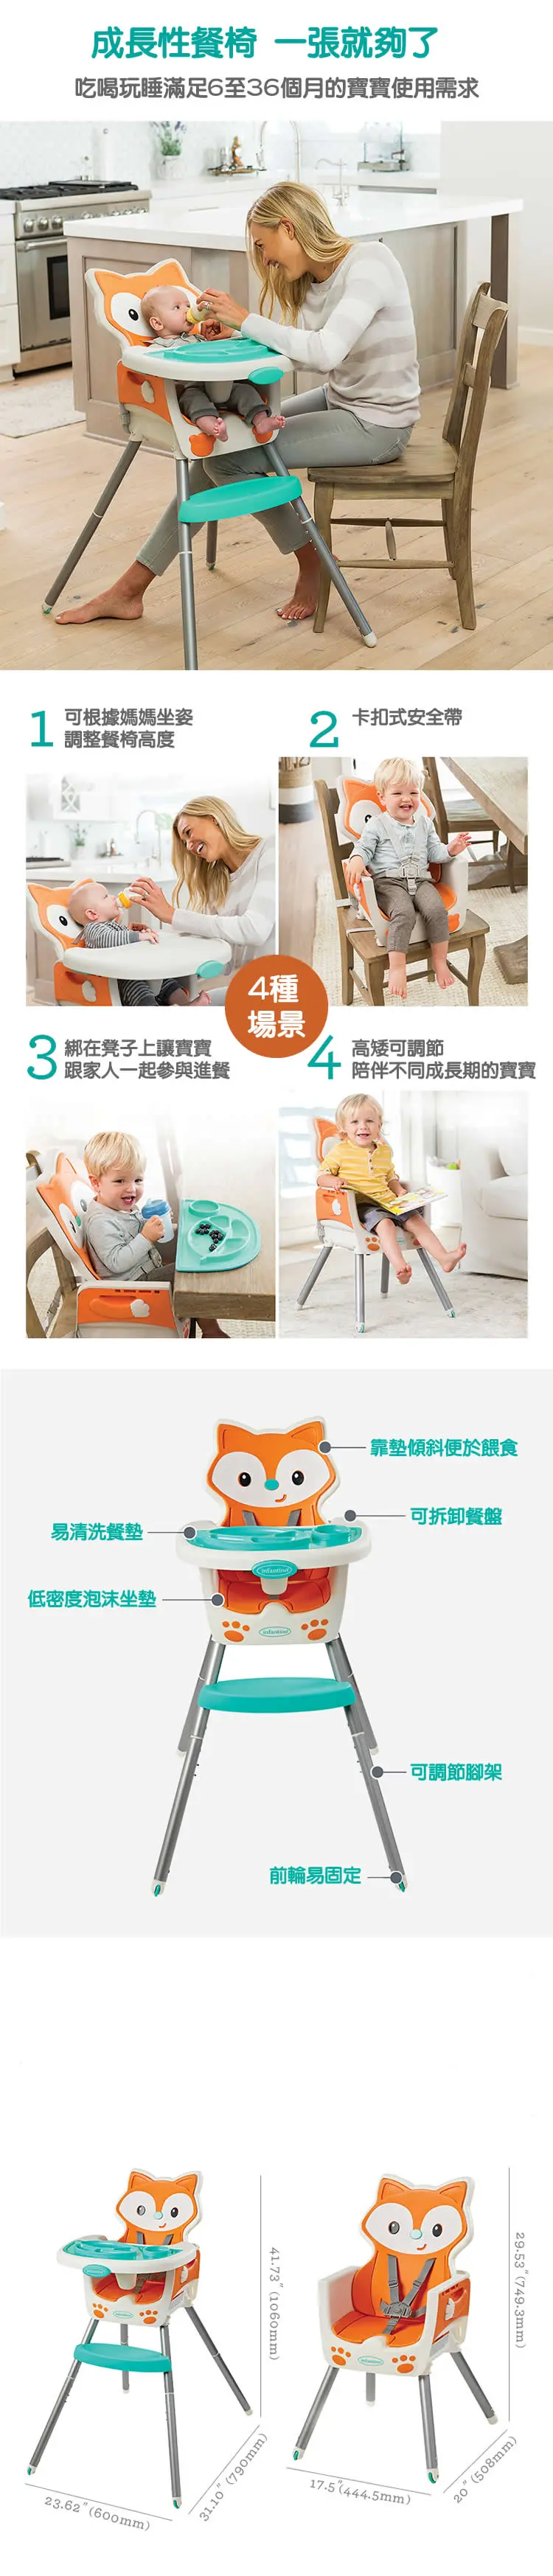 成長性餐椅 一張就夠了
吃喝玩睡滿足6至36個月的寶寶使用需求
1 可根據媽媽坐姿
調整餐椅高度
2 卡扣式安全帶
4種
場景
3 綁在凳子上讓寶寶
跟家人一起參與進餐
4 高矮可調節
陪伴不同成長期的寶寶
靠墊傾斜便於餵食
可拆卸餐盤
易清洗餐墊
低密度泡沫坐墊
infantino
infantino
可調節腳架
前輪易固定
41.73"(1060mm)
23.62"(600mm)
31.10"(790mm)
29.53"(749.3mm)
17.5"(444.5mm)
20"(508mm)